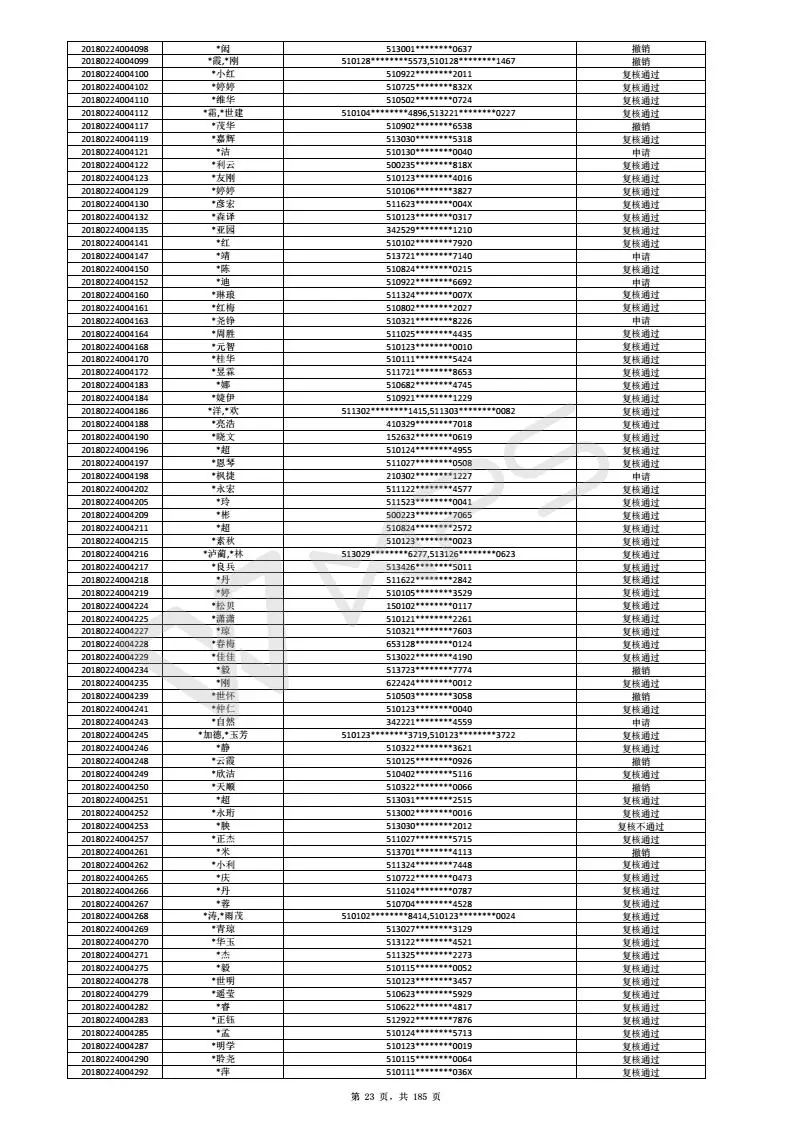 20180224004098 *闳 513001********0637 撤销
20180224004099 *霞,*刚 510128********5573,510128********1467 撤销
20180224004100 *小红 510922********2011 复核通过
20180224004102 *婷婷 510725********832X 复核通过
20180224004110 *维华 510502********0724 复核通过
20180224004112 *霜,*世建 510104********4896,513221********0227 复核通过
20180224004117 *茂华 510902********6538 撤销
20180224004119 *嘉辉 513030********5318 复核通过
20180224004121 *洁 510130********0040 申请
20180224004122 *利云 500235********818X 复核通过
20180224004123 *友刚 510123********4016 复核通过
20180224004129 *婷婷 510106********3827 复核通过
20180224004130 *彦宏 511623********004X 复核通过
20180224004132 *森译 510123********0317 复核通过
20180224004135 *亚园 342529********1210 复核通过
20180224004141 *红 510102********7920 复核通过
20180224004147 *靖 513721********7140 申请
20180224004150 *陈 510824********0215 复核通过
20180224004152 *迪 510922********6692 申请
20180224004160 *琳琅 511324********007X 复核通过
20180224004161 *红梅 510802********2027 复核通过
20180224004163 *尧铮 510321********8226 申请
20180224004164 *周胜 511025********4435 复核通过
20180224004168 *元智 510123********0010 复核通过
20180224004170 *桂华 510111********5424 复核通过
20180224004172 *昱霖 511721********8653 复核通过
20180224004183 *娜 510682********4745 复核通过
20180224004184 *婕伊 510921********1229 复核通过
20180224004186 *洋,*欢 511302********1415,511303********0082 复核通过
20180224004188 *亮浩 410329********7018 复核通过
20180224004190 *晓文 152632********0619 复核通过
20180224004196 *超 510124********4955 复核通过
20180224004197 *恩琴 511027********0508 复核通过
20180224004198 *枫捷 210302********1227 申请
20180224004202 *永宏 511122********4577 复核通过
20180224004205 *玲 511523********0041 复核通过
20180224004209 *彬 500223********7065 复核通过
20180224004211 *超 510824********2572 复核通过
20180224004215 *素秋 510123********0023 复核通过
20180224004216 *泸蔺,*林 513029********6277,513126********0623 复核通过
20180224004217 *良兵 513426********5011 复核通过
20180224004218 *丹 511622********2842 复核通过
20180224004219 *婷 510105********3529 复核通过
20180224004224 *松贝 150102********0117 复核通过
20180224004225 *潇潇 510121********2261 复核通过
20180224004227 *琼 510321********7603 复核通过
20180224004228 *春梅 653128********0124 复核通过
20180224004229 *佳佳 513022********4190 复核通过
20180224004234 *毅 513723********7774 撤销
20180224004235 *刚 622424********0012 复核通过
20180224004239 *世怀 510503********3058 撤销
20180224004241 *仲仁 510123********0040 复核通过
20180224004243 *自然 342221********4559 申请
20180224004245 *加德,*玉芳 510123********3719,510123********3722 复核通过
20180224004246 *静 510322********3621 复核通过
20180224004248 *云霞 510125********0926 撤销
20180224004249 *欣洁 510402********5116 复核通过
20180224004250 *天顺 510322********0066 撤销
20180224004251 *超 513031********2515 复核通过
20180224004252 *永珩 513002********0016 复核通过
20180224004253 *腴 513030********2012 复核不通过
20180224004257 *正杰 511027********5715 复核通过
20180224004261 *米 513701********4113 撤销
20180224004262 *小利 511324********7448 复核通过
20180224004265 *庆 510722********0473 复核通过
20180224004266 *丹 511024********0787 复核通过
20180224004267 *蓉 510704********4528 复核通过
20180224004268 *涛,*雨茂 510102********8414,510123********0024 复核通过
20180224004269 *青琼 513027********3129 复核通过
20180224004270 *华玉 513122********4521 复核通过
20180224004271 *杰 511325********2273 复核通过
20180224004275 *毅 510115********0052 复核通过
20180224004278 *世明 510123********3457 复核通过
20180224004279 *遥莹 510623********5929 复核通过
20180224004282 *睿 510622********4817 复核通过
20180224004283 *正钰 512922********7876 复核通过
20180224004285 *孟 510124********5713 复核通过
20180224004287 *明学 510123********0019 复核通过
20180224004290 *聆尧 510115********0064 复核通过
20180224004292 *萍 510111********036X 复核通过
第 23 页，共 185 页